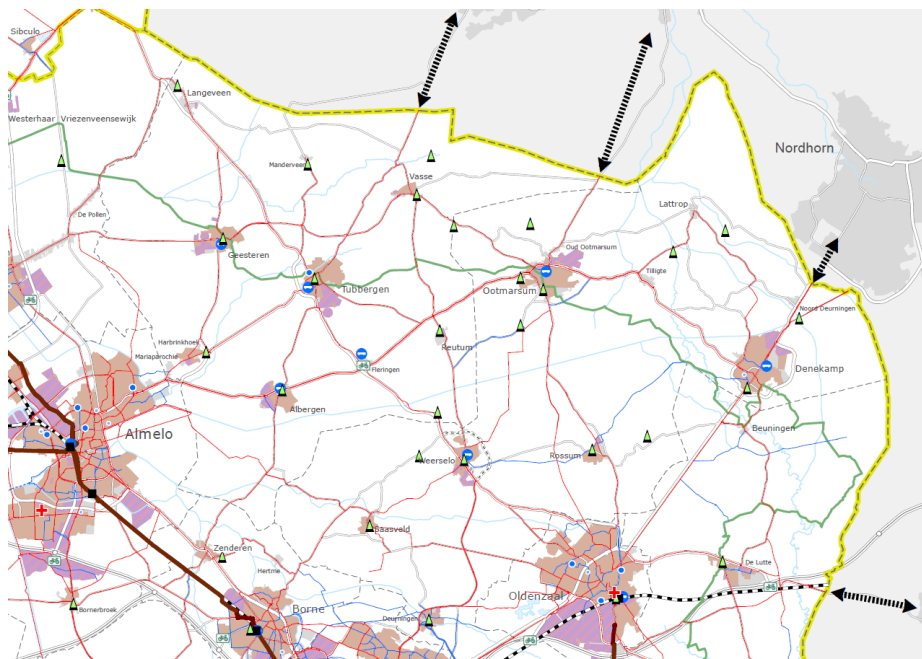 Sibculo
Langeveen
Westerhaar Vriezenveensewijk
Nordhorn
Manderveen
Vasse
De Pollen
Lattrop
Geesteren
Oud Ootmarsum
Tilligte
Tubbergen
Ootmarsum
Noord Deurningen
Harbrinkhoek
Mariaparochie
Reutum
Fleringen
Denekamp
Albergen
Almelo
Beuningen
Weerselo
Rossum
Saasveld
Zenderen
Hertme
De Lutte
Oldenzaal
Bornerbroek
Borne
Deurningen